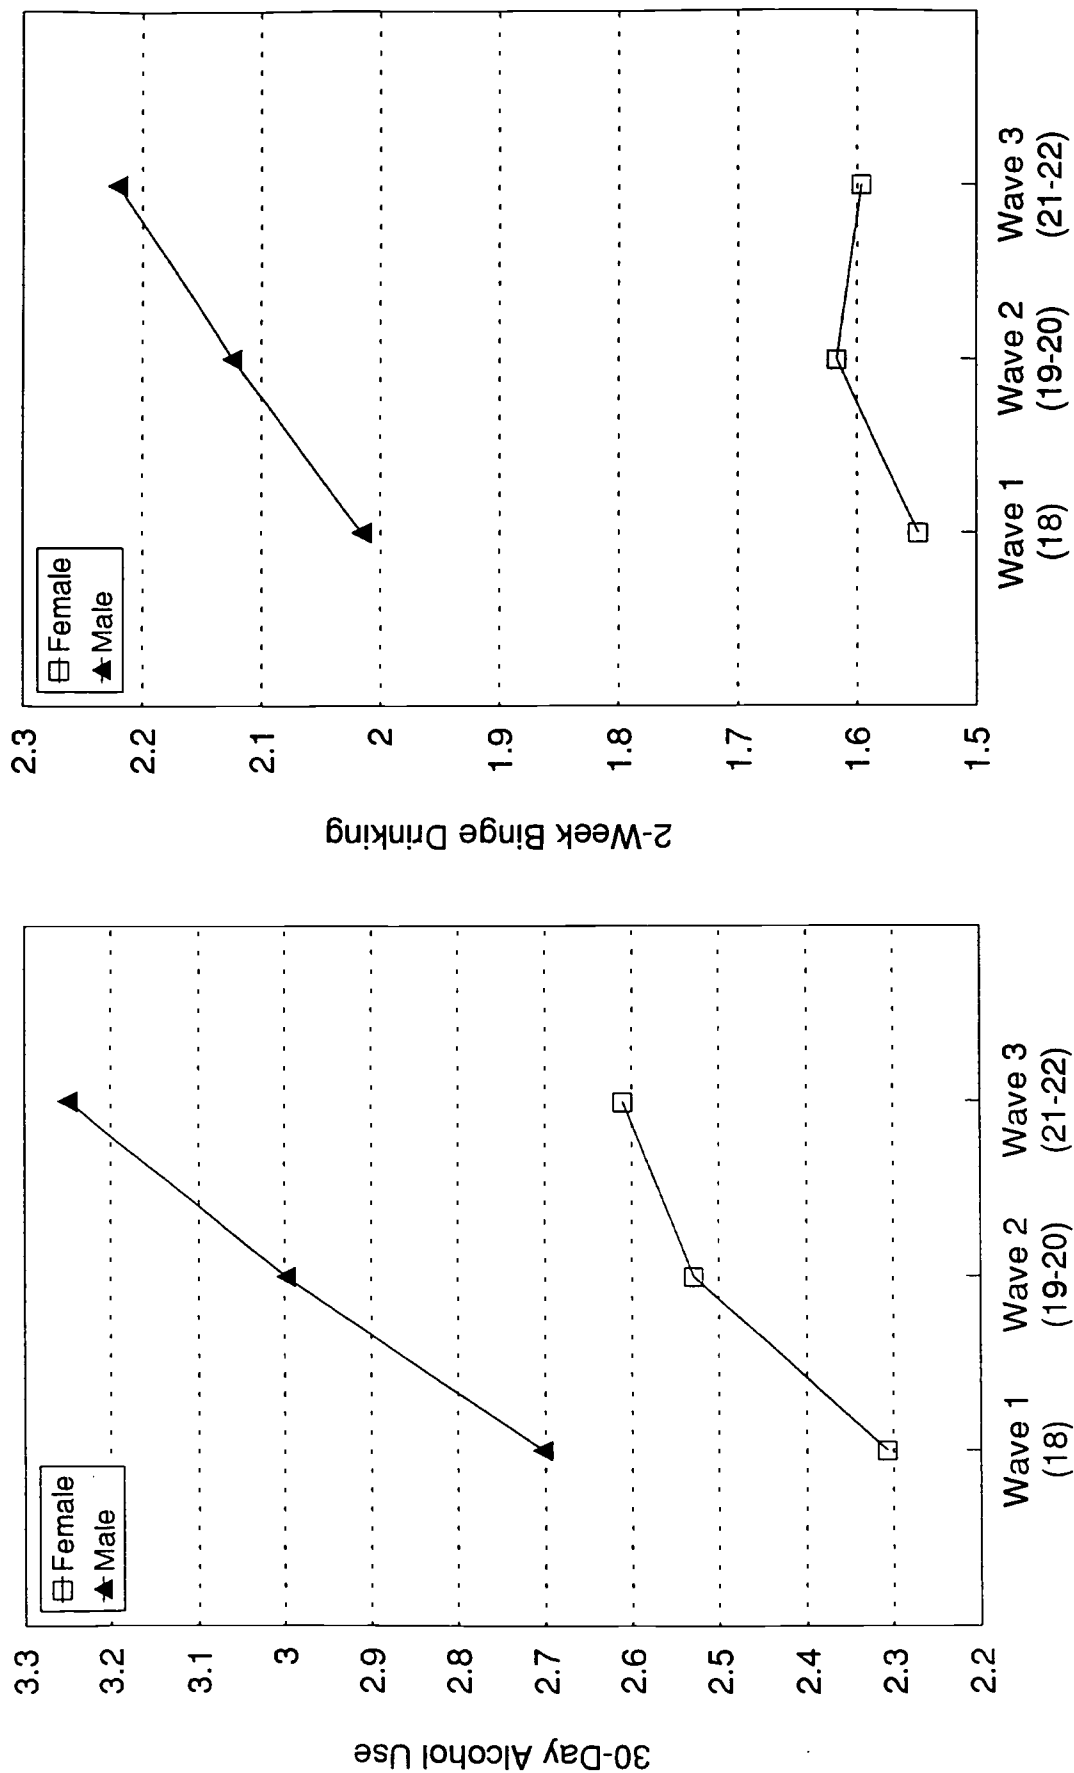 30-Day Alcohol Use
3.3
3.2
3.1
3
2.9
2.8
2.7
2.6
2.5
2.4
2.3
2.2
Female
Male
Wave 1
(18)
Wave 2
(19-20)
Wave 3
(21-22)
2-Week Binge Drinking
2.3
2.2
2.1
2
1.9
1.8
1.7
1.6
1.5
Female
Male
Wave 1
(18)
Wave 2
(19-20)
Wave 3
(21-22)